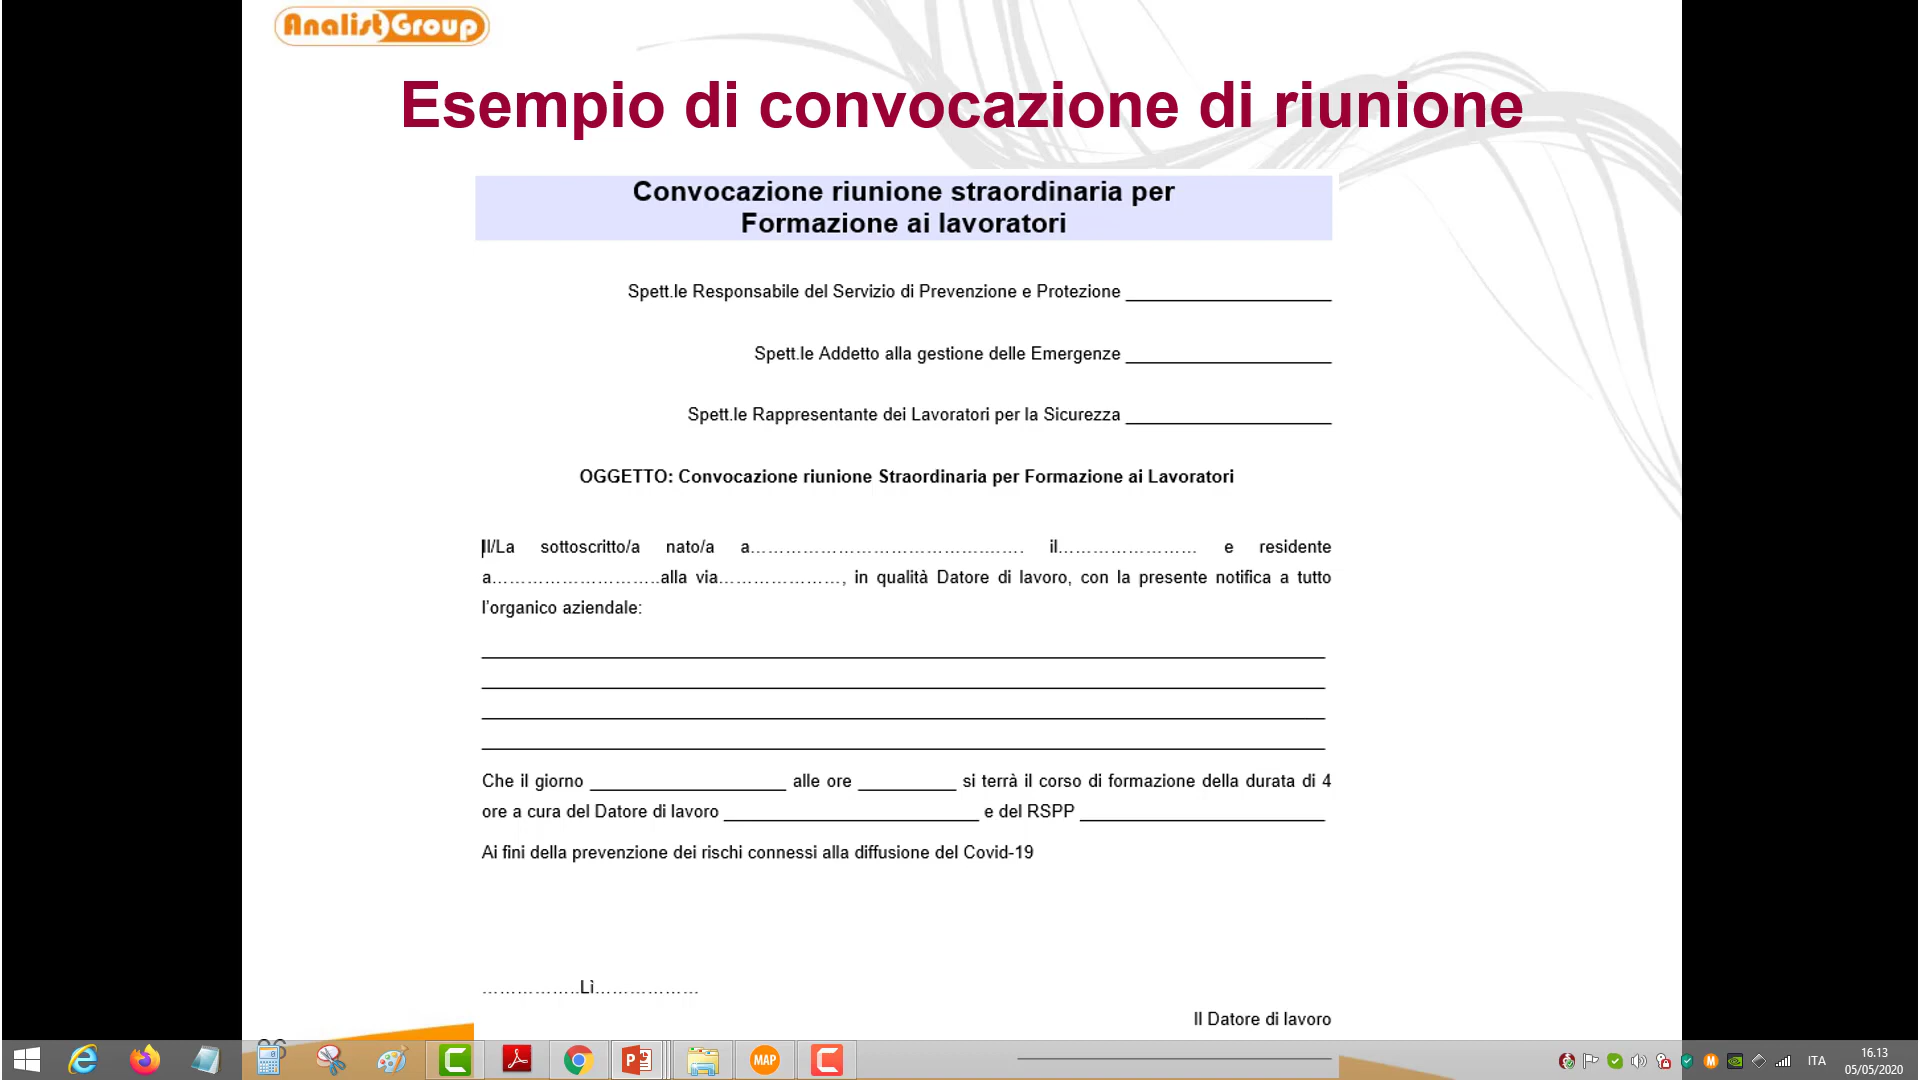 AnalistGroup
Esempio di convocazione di riunione
Convocazione riunione straordinaria per
Formazione ai lavoratori
Spett.le Responsabile del Servizio di Prevenzione e Protezione _____________________
Spett.le Addetto alla gestione delle Emergenze _____________________
Spett.le Rappresentante dei Lavoratori per la Sicurezza _____________________
OGGETTO: Convocazione riunione Straordinaria per Formazione ai Lavoratori
Il/La sottoscritto/a nato/a a……………………………………… il…………………… e residente
a………………………..alla via…………………, in qualità Datore di lavoro, con la presente notifica a tutto
l’organico aziendale:
Che il giorno ____________________ alle ore __________ si terrà il corso di formazione della durata di 4
ore a cura del Datore di lavoro __________________________ e del RSPP _________________________
Ai fini della prevenzione dei rischi connessi alla diffusione del Covid-19
……………..Lì………………
Il Datore di lavoro
MAP
ITA
16.13
05/05/2020